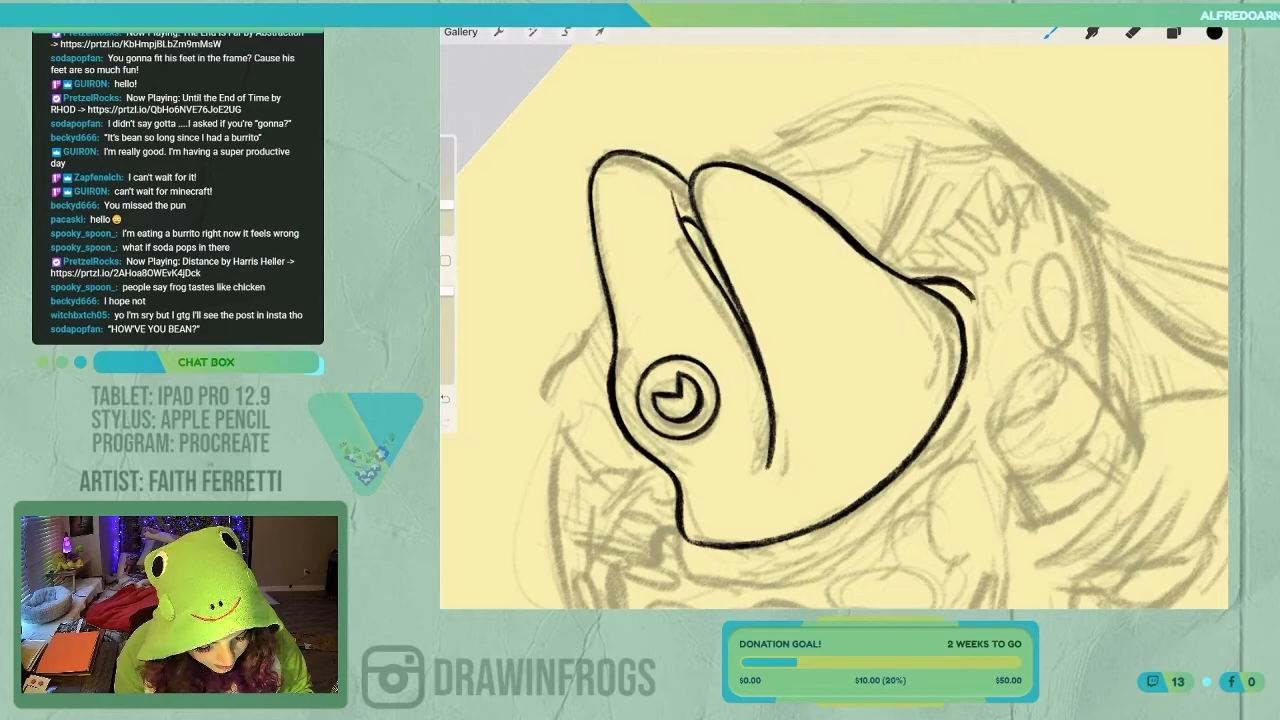 ALFREDOARN
PretzelRocks: Now Playing: The End Is Far by Abstraction
-> https://prtzl.io/KbHmpjBLbZm9mMsW
sodapopfan: You gonna fit his feet in the frame? Cause his
feet are so much fun!
GUIR0N: hello!
PretzelRocks: Now Playing: Until the End of Time by
RHOD -> https://prtzl.io/QbHo6NVE76JoE2UG
sodapopfan: I didn't say gotta ....I asked if you're “gonna?”
beckyd666: “It's bean so long since I had a burrito”
GUIR0N: I'm really good. I'm having a super productive
day
Zapfeneich: I can't wait for it!
GUIR0N: can't wait for minecraft!
beckyd666: You missed the pun
pacaski: hello 😳
spooky_spoon_: i'm eating a burrito right now it feels wrong
spooky_spoon_: what if soda pops in there
PretzelRocks: Now Playing: Distance by Harris Heller ->
https://prtzl.io/2AHoa8OWEvK4jDck
spooky_spoon_: people say frog tastes like chicken
beckyd666: I hope not
witchbxtch05: yo I'm sry but I gtg I'll see the post in insta tho
sodapopfan: “HOW'VE YOU BEAN?”
CHAT BOX
TABLET: IPAD PRO 12.9
STYLUS: APPLE PENCIL
PROGRAM: PROCREATE
ARTIST: FAITH FERRETTI
Gallery
DRAWINFROGS
DONATION GOAL! 2 WEEKS TO GO
$0.00 $10.00 (20%) $50.00
13 0